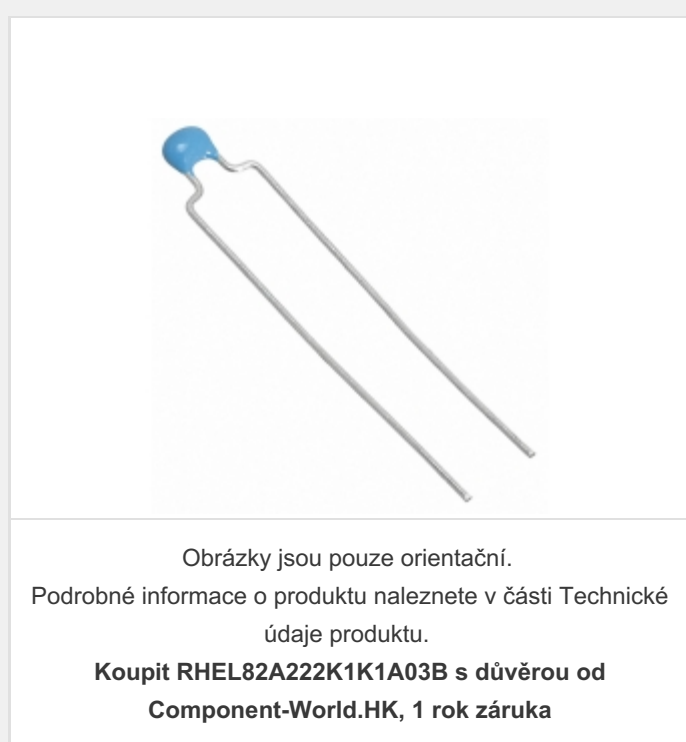 Obrázky jsou pouze orientační.
Podrobné informace o produktu naleznete v části Technické
údaje produktu.
Koupit RHEL82A222K1K1A03B s důvěrou od
Component-World.HK, 1 rok záruka